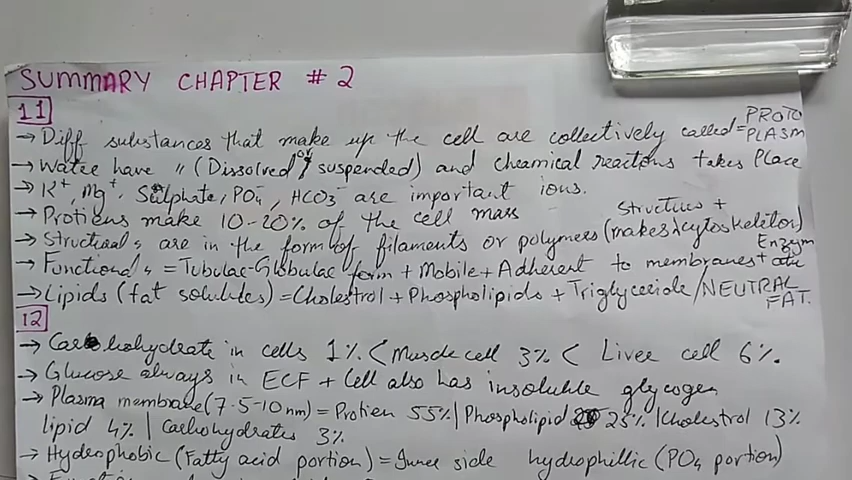 SUMMARY CHAPTER # 2
11
→ Diff substances that make up the cell are collectively called = PROTO PLASM
→ Water have " (Dissolved or suspended) and chemical reactions takes place
→ K+, Mg+, Sulphate, PO4-, HCO3- are important ions.
→ Protiens make 10-20% of the cell mass
→ Structural " are in the form of filaments or polymers (makes cytoskeleton) structures +
→ Functional " = Tubular-Globular form + Mobile + Adherent to membranes + Enzym
→ Lipids (fat solubles) = Cholestrol + Phospholipids + Triglyceride/NEUTRAL FAT.
12
→ Carbohydrate in cells 1% < Muscle cell 3% < Liver cell 6%.
→ Glucose always in ECF + Cell also has insoluble glycogen
→ Plasma membrane (7.5-10nm) = Protien 55% | Phospholipid 25% | Cholestrol 13%
lipid 4% | Carbohydrates 3%
→ Hydrophobic (Fatty acid portion) = Inner side hydrophillic (PO4 portion)